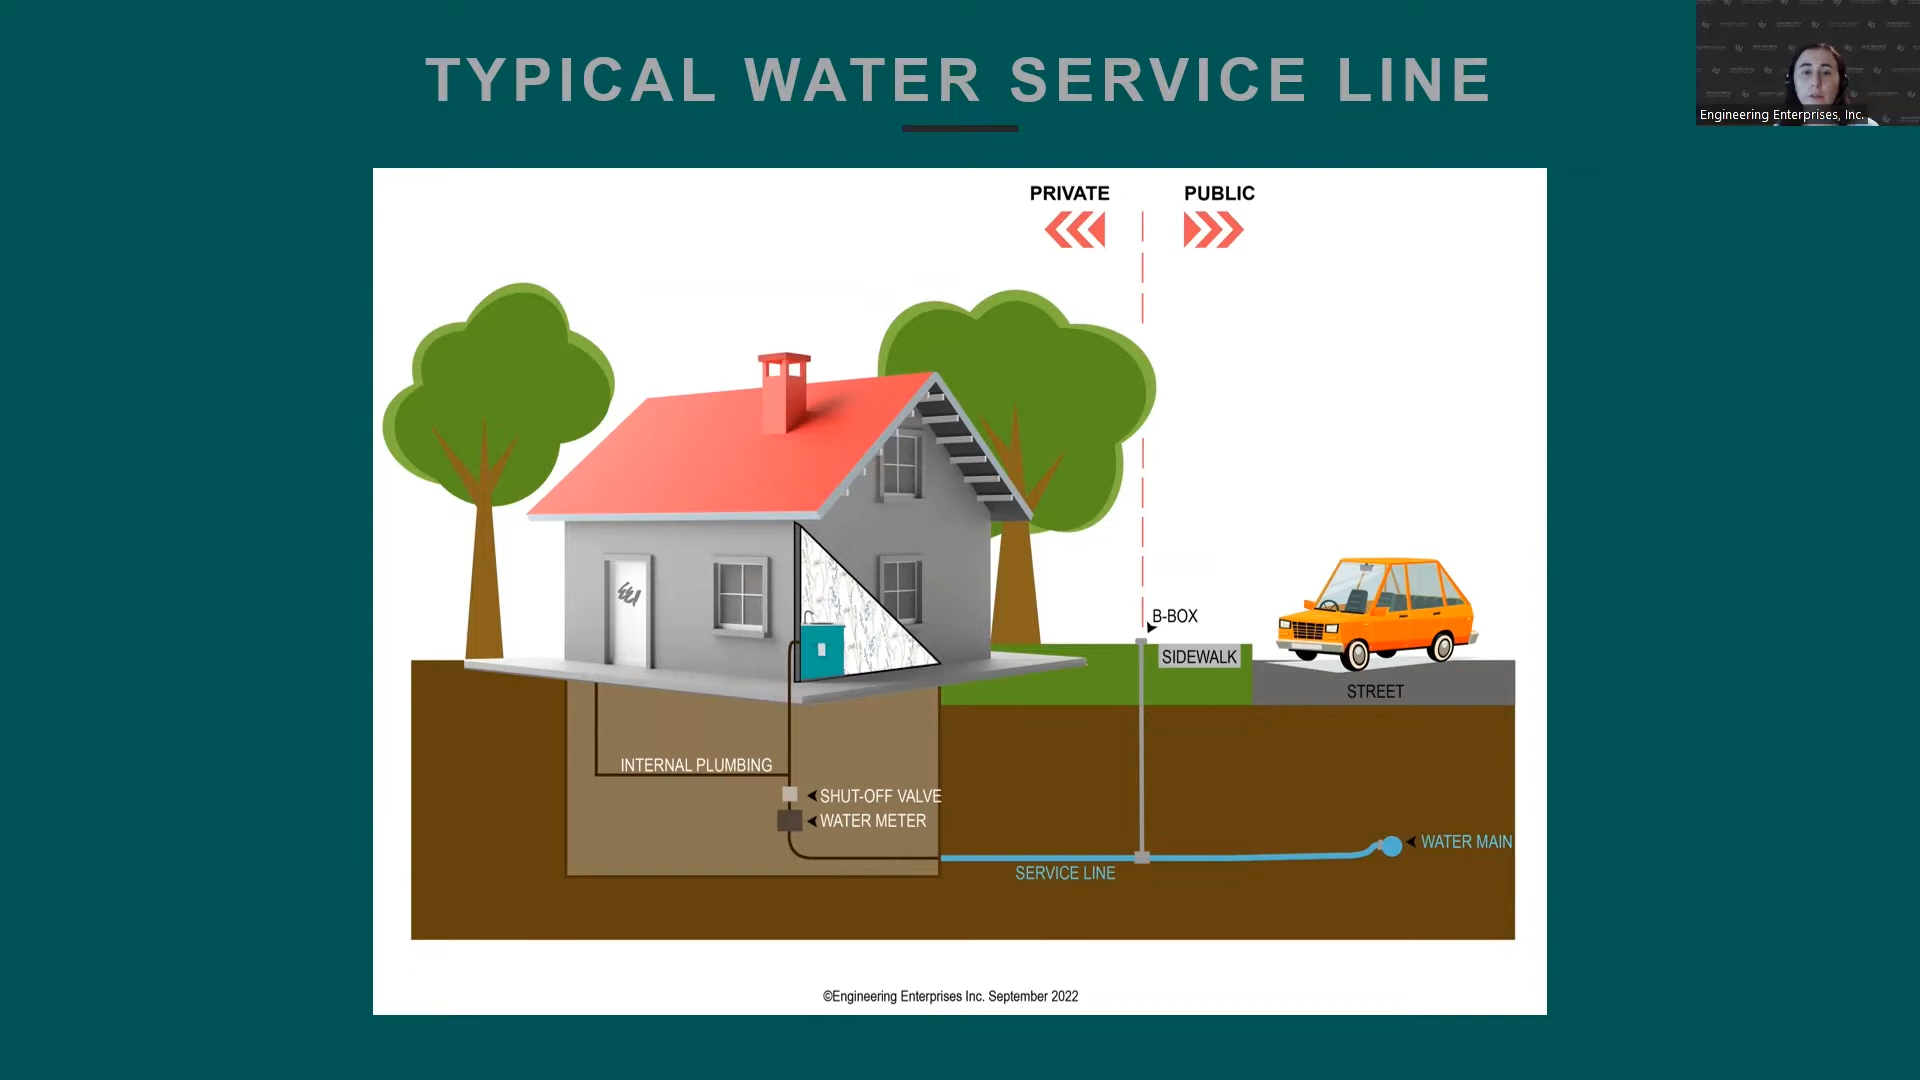 TYPICAL WATER SERVICE LINE
Engineering Enterprises, Inc.
PRIVATE
PUBLIC
B-BOX
SIDEWALK
STREET
INTERNAL PLUMBING
SHUT-OFF VALVE
WATER METER
WATER MAIN
SERVICE LINE
©Engineering Enterprises Inc. September 2022